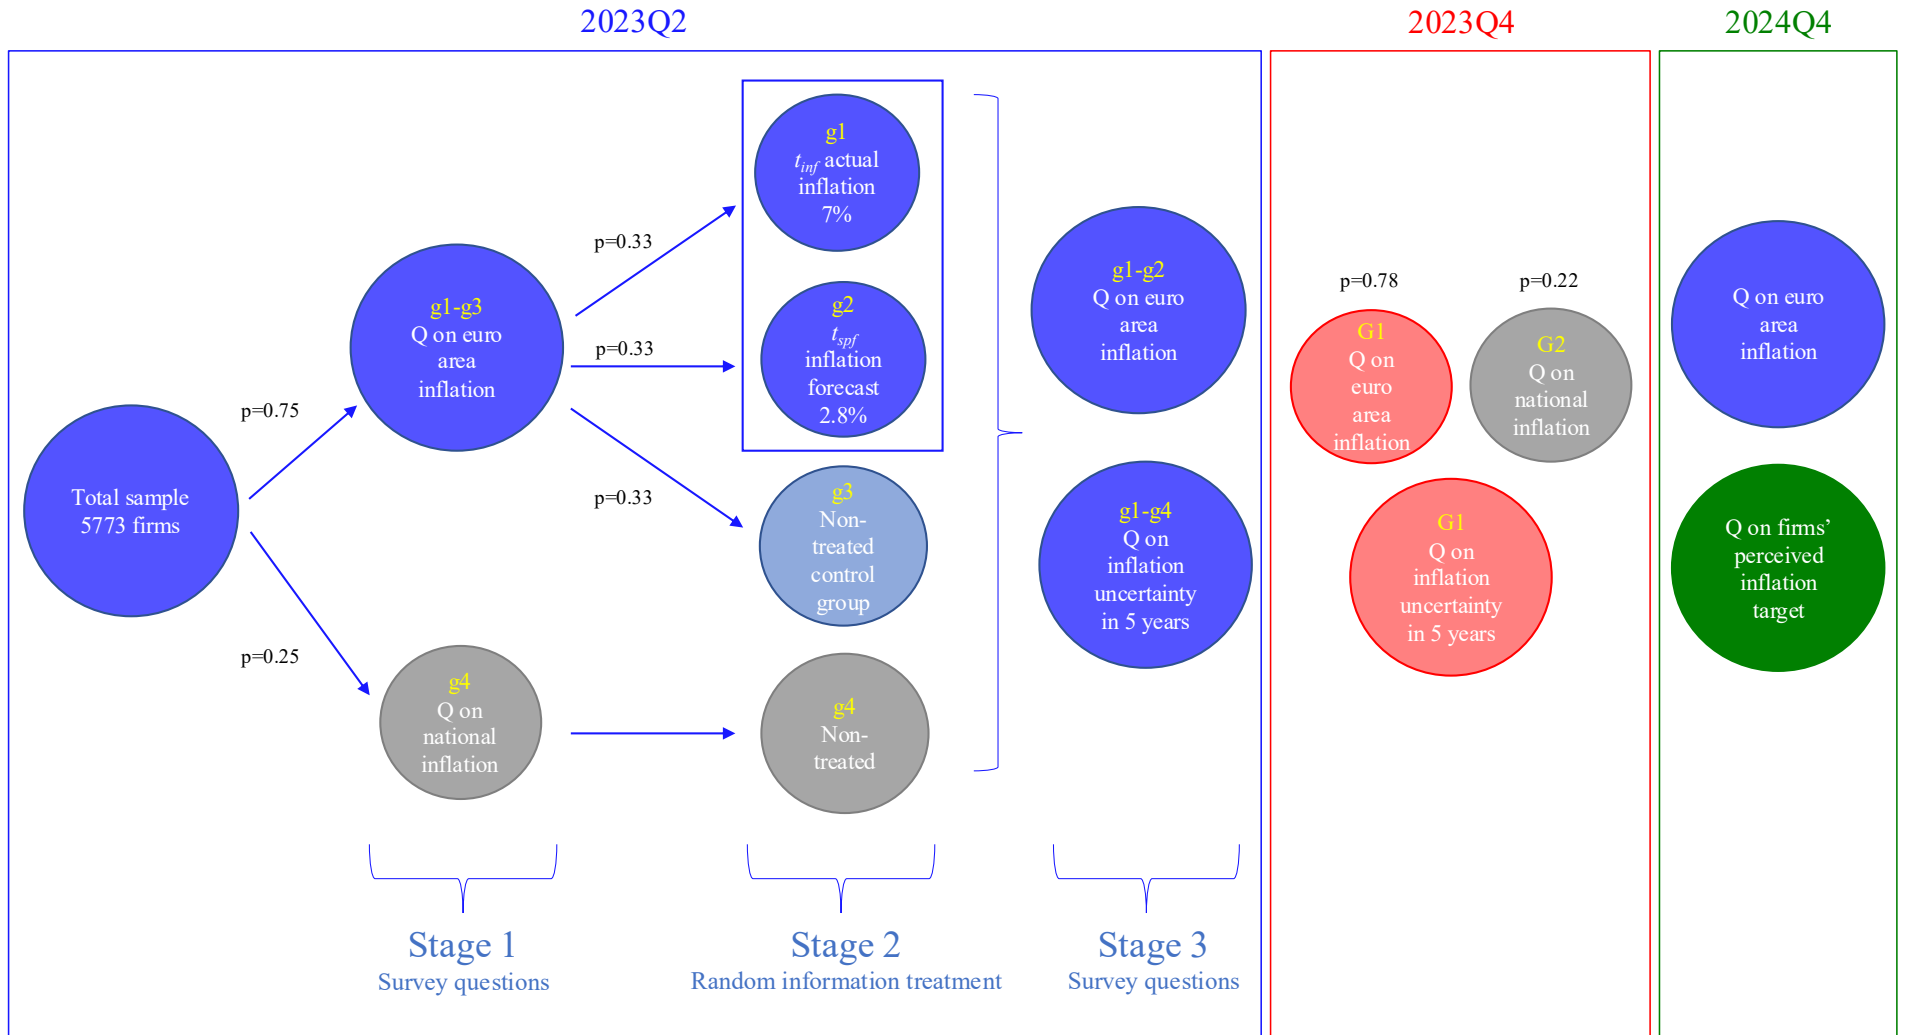 2023Q2
2023Q4
2024Q4
Total sample
5773 firms
p=0.75
p=0.25
g1-g3
Q on euro
area
inflation
g4
Q on
national
inflation
p=0.33
p=0.33
p=0.33
g1
t_inf actual
inflation
7%
g2
t_spf
inflation
forecast
2.8%
g3
Non-
treated
control
group
g4
Non-
treated
g1-g2
Q on euro
area
inflation
g1-g4
Q on
inflation
uncertainty
in 5 years
Stage 1
Survey questions
Stage 2
Random information treatment
Stage 3
Survey questions
p=0.78
p=0.22
G1
Q on
euro
area
inflation
G2
Q on
national
inflation
G1
Q on
inflation
uncertainty
in 5 years
Q on euro
area
inflation
Q on firms’
perceived
inflation
target